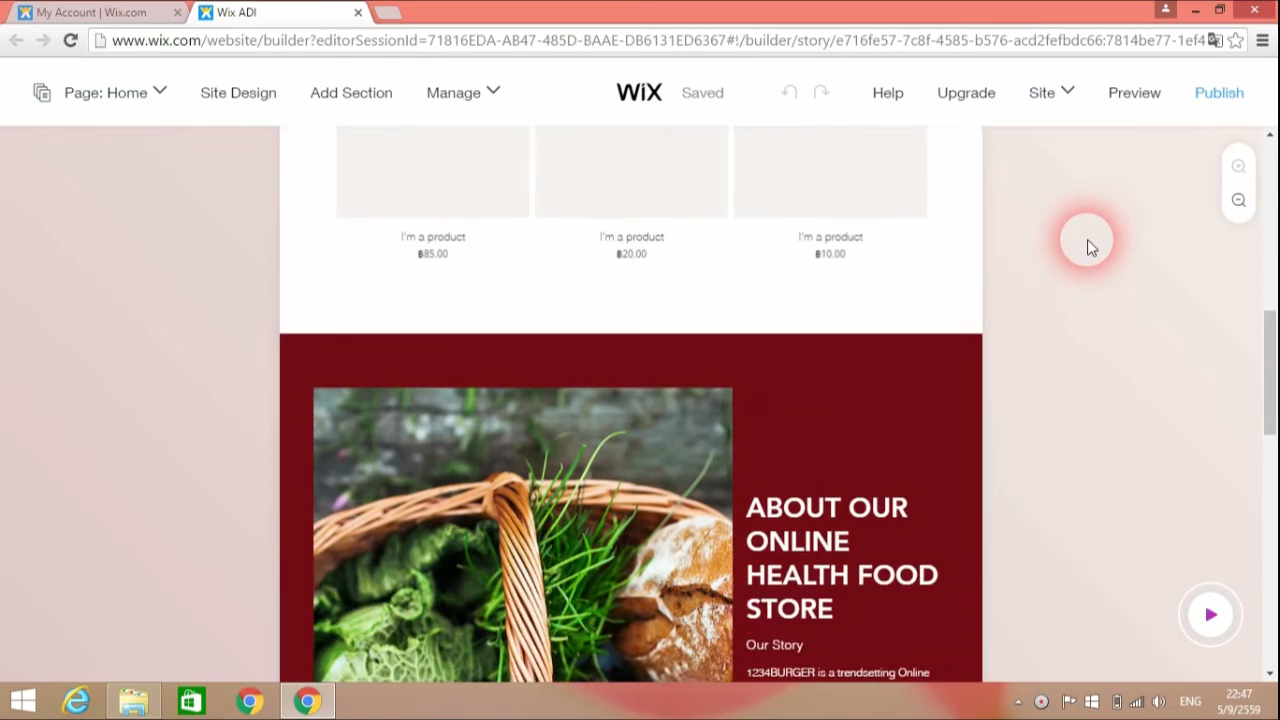 My Account | Wix.com
Wix ADI
www.wix.com/website/builder?editorSessionId=71816EDA-AB47-485D-BAAE-DB6131ED6367#!/builder/story/e716fe57-7c8f-4585-b576-acd2fefbdc66:7814be77-1ef4
Page: Home
Site Design
Add Section
Manage
WiX
Saved
Help
Upgrade
Site
Preview
Publish
I'm a product
I'm a product
I'm a product
฿85.00
฿20.00
฿10.00
ABOUT OUR
ONLINE
HEALTH FOOD
STORE
Our Story
1234BURGER is a trendsetting Online
ENG
22:47
5/9/2559